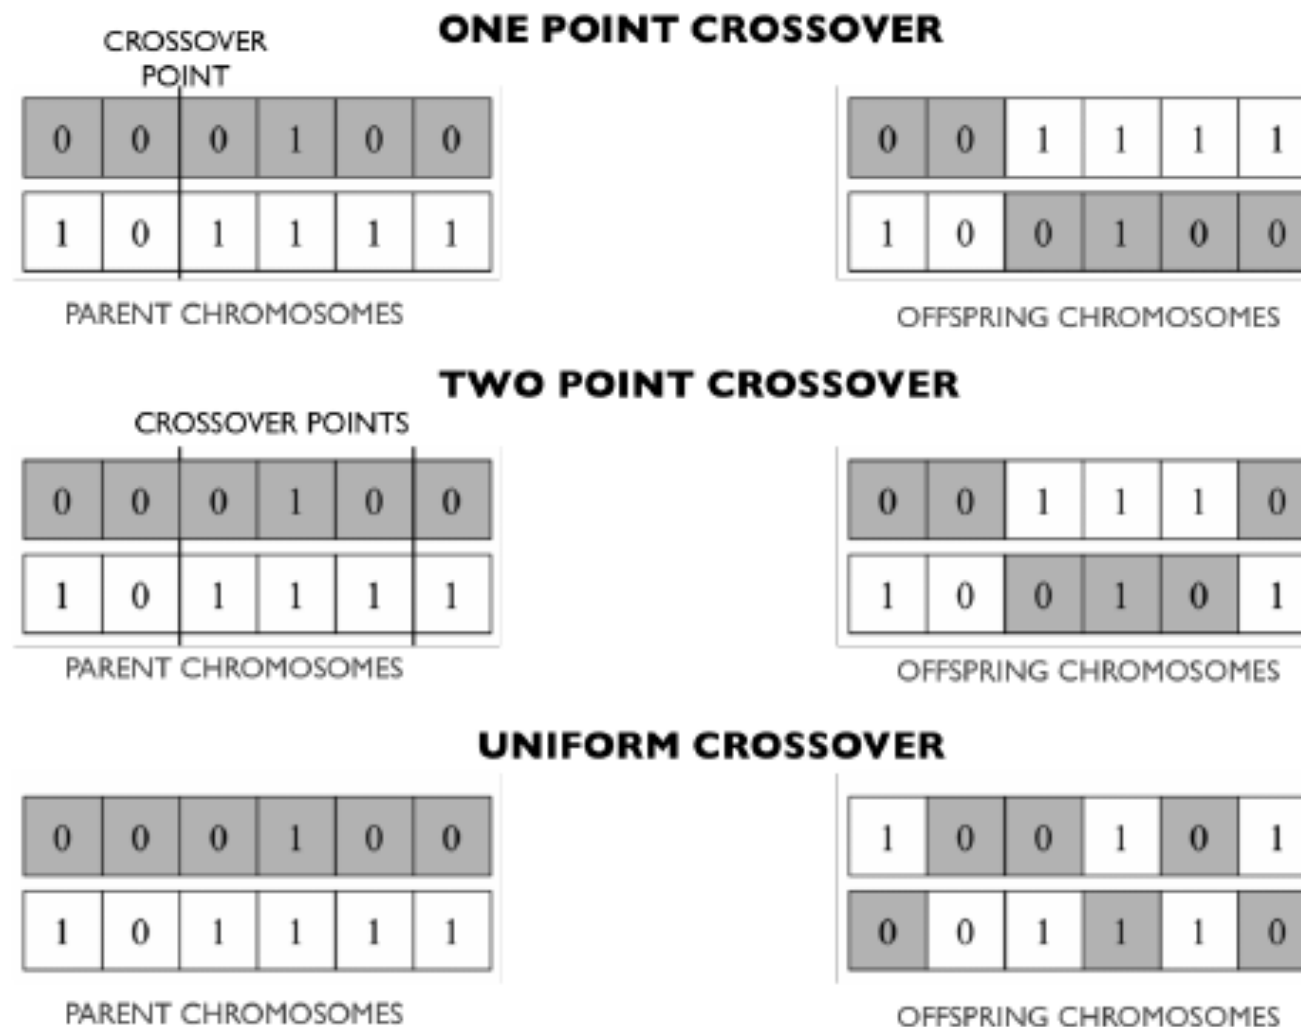 ONE POINT CROSSOVER
CROSSOVER
POINT
0 0 0 1 0 0
1 0 1 1 1 1
PARENT CHROMOSOMES
0 0 1 1 1 1
1 0 0 1 0 0
OFFSPRING CHROMOSOMES
TWO POINT CROSSOVER
CROSSOVER POINTS
0 0 0 1 0 0
1 0 1 1 1 1
PARENT CHROMOSOMES
0 0 1 1 1 0
1 0 0 1 0 1
OFFSPRING CHROMOSOMES
UNIFORM CROSSOVER
0 0 0 1 0 0
1 0 1 1 1 1
PARENT CHROMOSOMES
1 0 0 1 0 1
0 0 1 1 1 0
OFFSPRING CHROMOSOMES